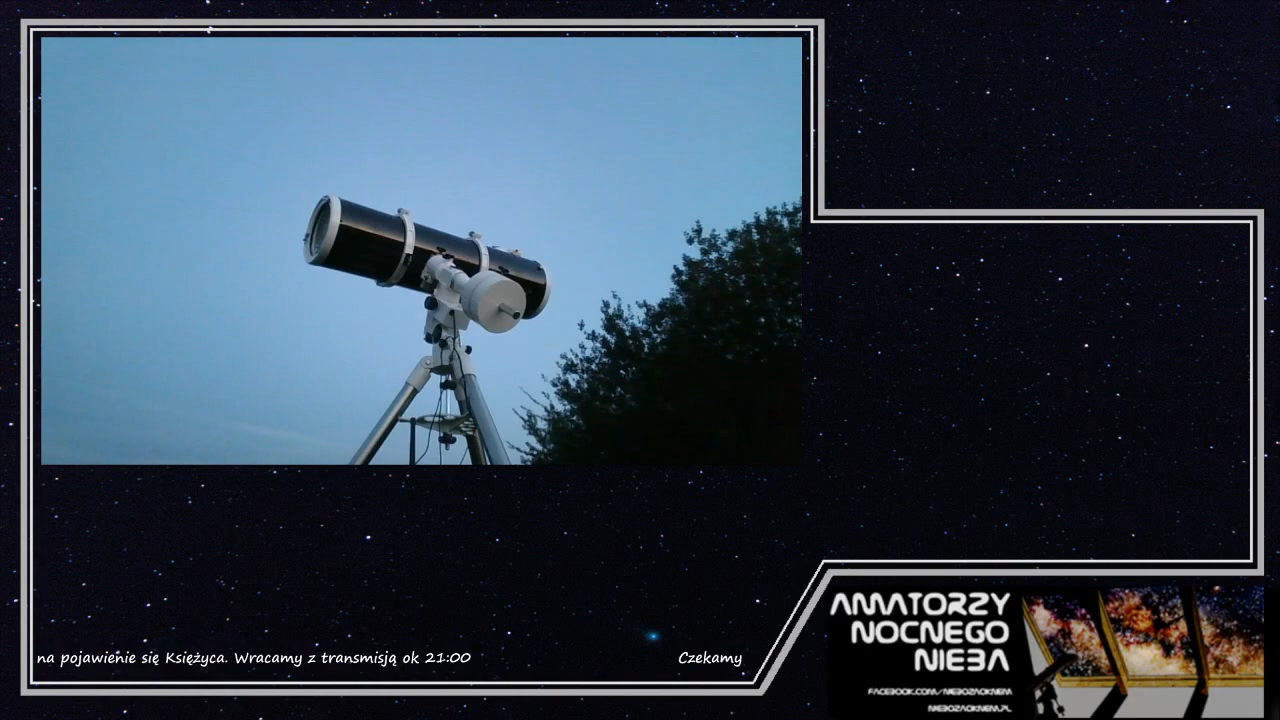 na pojawienie się Księżyca. Wracamy z transmisją ok 21:00
Czekamy
AMATORZY
NOCNEGO
NIEBA
FACEBOOK.COM/NIEBOZAOKNEM
NIEBOZAOKNEM.PL